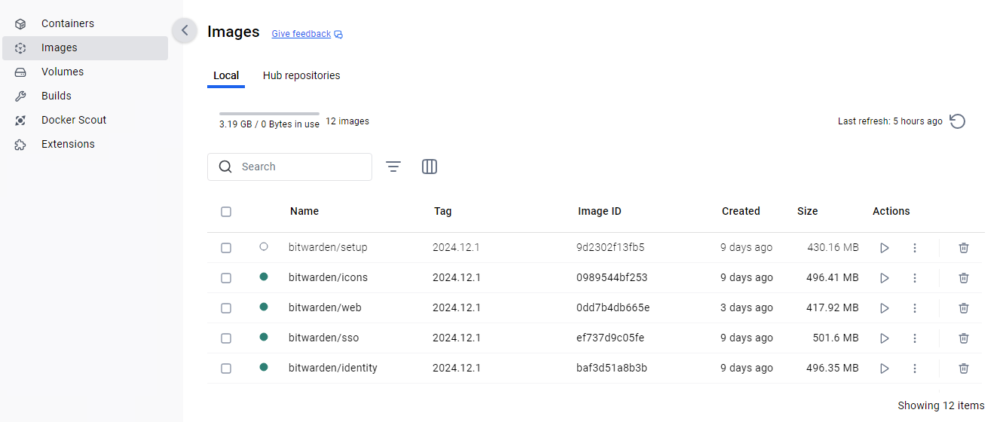 Containers
Images
Volumes
Builds
Docker Scout
Extensions
Images Give feedback
Local Hub repositories
3.19 GB / 0 Bytes in use 12 images Last refresh: 5 hours ago
Search
Name Tag Image ID Created Size Actions
bitwarden/setup 2024.12.1 9d2302f13fb5 9 days ago 430.16 MB
bitwarden/icons 2024.12.1 0989544bf253 9 days ago 496.41 MB
bitwarden/web 2024.12.1 0dd7b4db665e 3 days ago 417.92 MB
bitwarden/sso 2024.12.1 ef737d9c05fe 9 days ago 501.6 MB
bitwarden/identity 2024.12.1 baf3d51a8b3b 9 days ago 496.35 MB
Showing 12 items